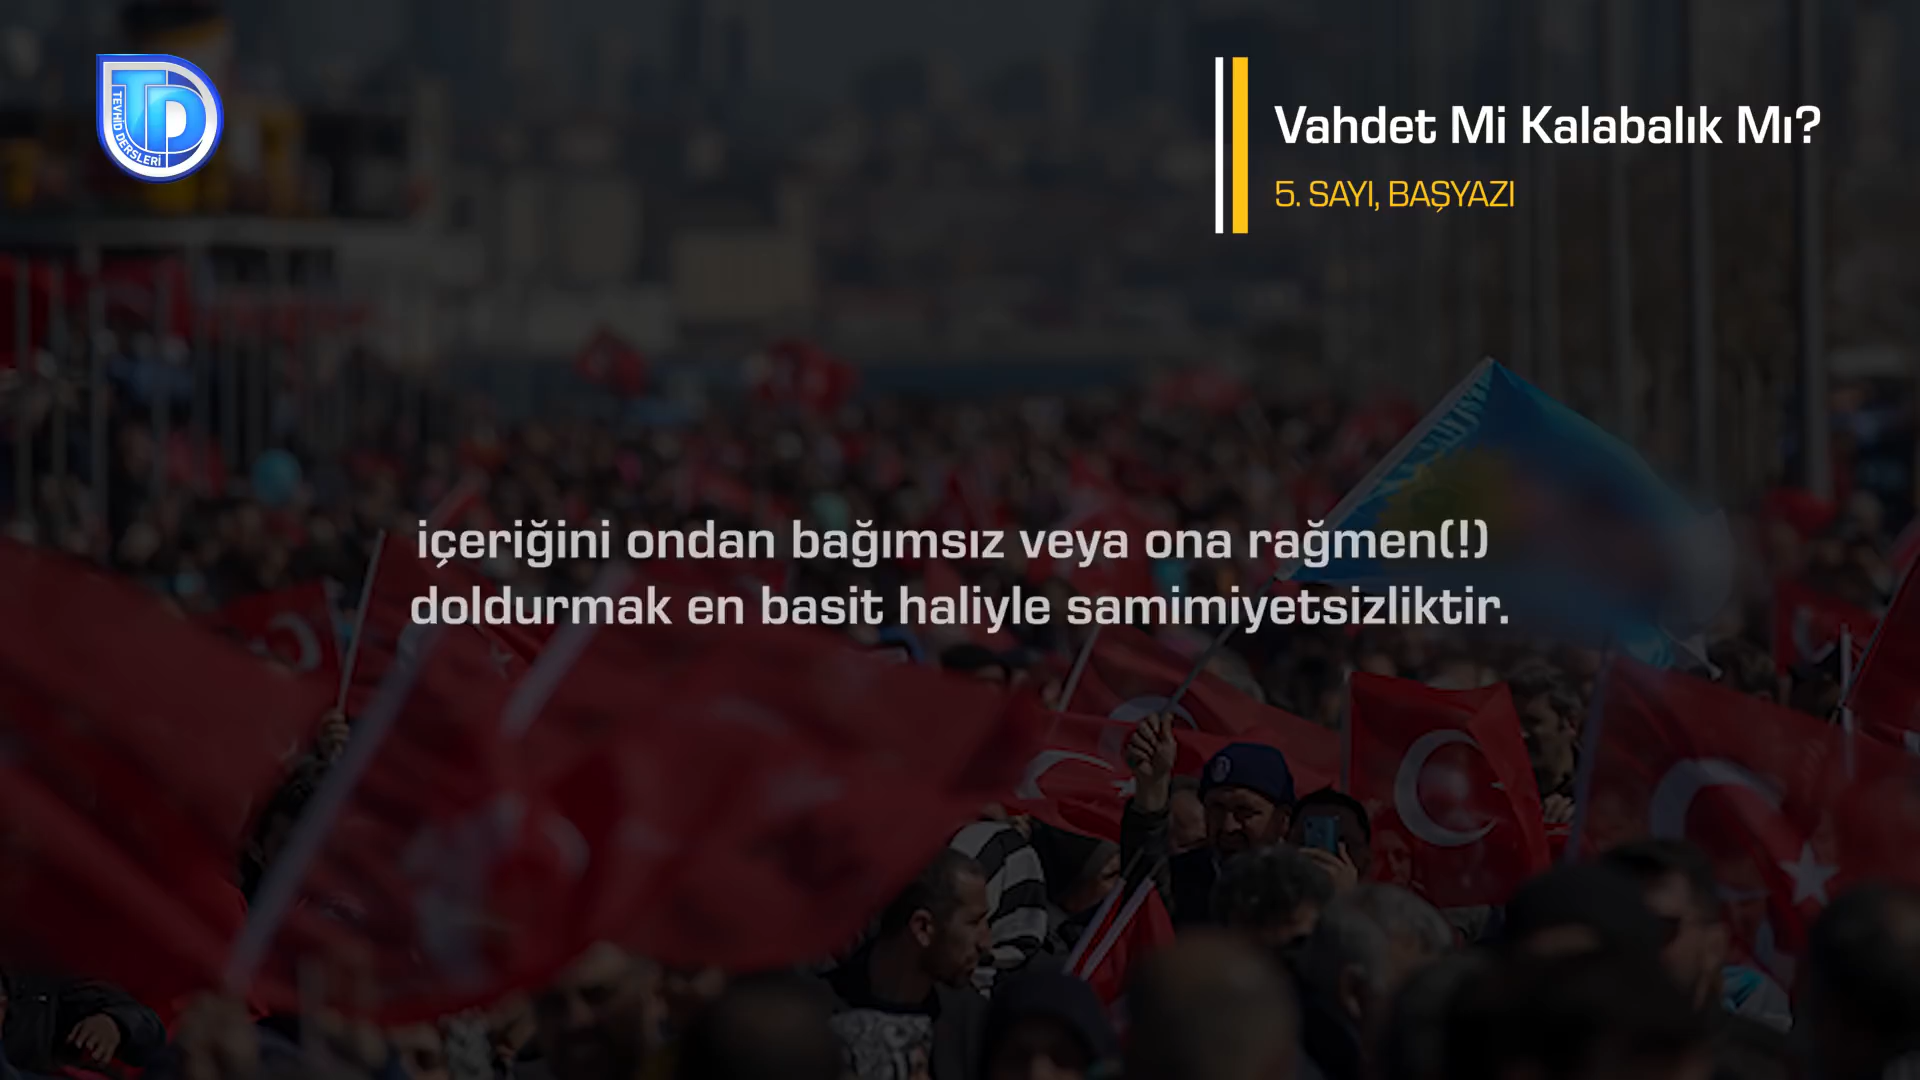 TD
TEVHİD DERSLERİ
Vahdet Mi Kalabalık Mı?
5. SAYI, BAŞYAZI
içeriğini ondan bağımsız veya ona rağmen(!)
doldurmak en basit haliyle samimiyetsizliktir.